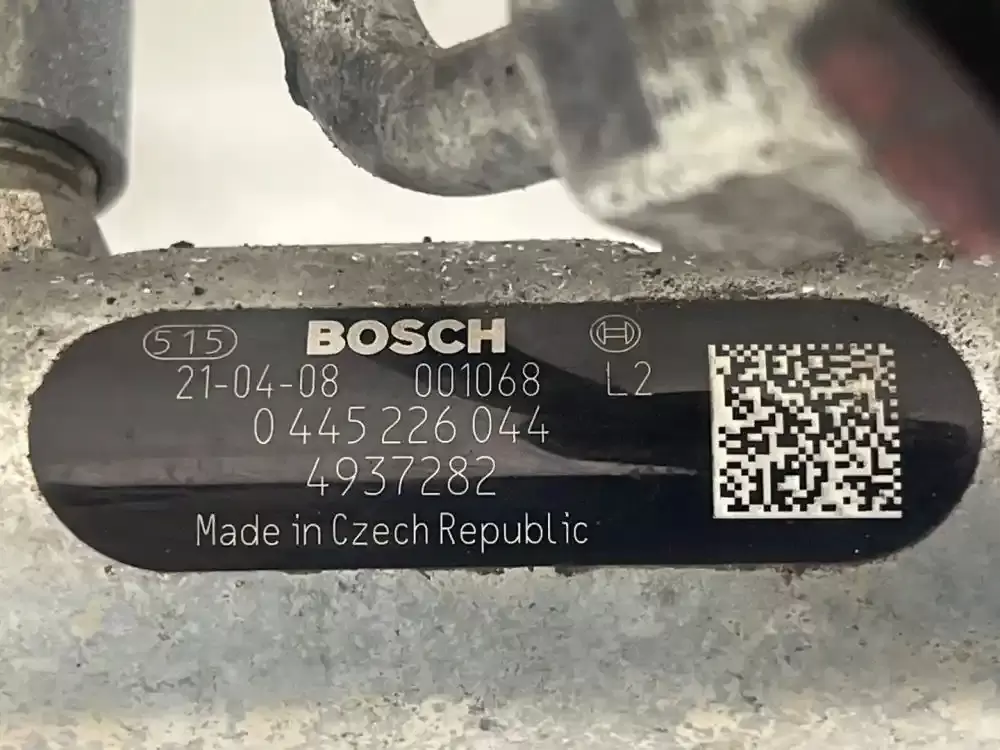 515 BOSCH
21-04-08 001068 L2
0 445 226 044
4937282
Made in Czech Republic